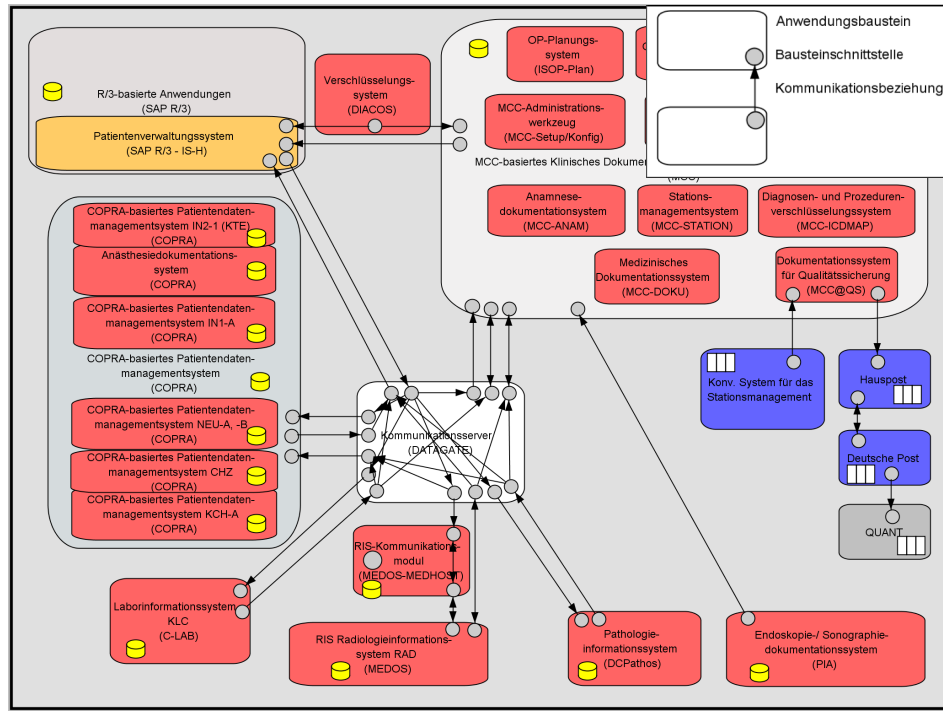 Anwendungsbaustein
Bausteinschnittstelle
Kommunikationsbeziehung
R/3-basierte Anwendungen
(SAP R/3)
Patientenverwaltungssystem
(SAP R/3 - IS-H)
Verschlüsselungs-
system
(DIACOS)
OP-Planungs-
system
(ISOP-Plan)
MCC-Administrations-
werkzeug
(MCC-Setup/Konfig)
MCC-basiertes Klinisches Dokum
Anamnese-
dokumentationsystem
(MCC-ANAM)
Stations-
managementsystem
(MCC-STATION)
Diagnosen- und Prozeduren-
verschlüsselungssystem
(MCC-ICDMAP)
Medizinisches
Dokumentationssystem
(MCC-DOKU)
Dokumentationssystem
für Qualitätssicherung
(MCC@QS)
COPRA-basiertes Patientendaten-
managementsystem IN2-1 (KTE)
(COPRA)
Anästhesiedokumentations-
system
(COPRA)
COPRA-basiertes Patientendaten-
managementsystem IN1-A
(COPRA)
COPRA-basiertes Patientendaten-
managementsystem
(COPRA)
COPRA-basiertes Patientendaten-
managementsystem NEU-A, -B
(COPRA)
COPRA-basiertes Patientendaten-
managementsystem CHZ
(COPRA)
COPRA-basiertes Patientendaten-
managementsystem KCH-A
(COPRA)
Kommunikationsserver
(DATAGATE)
Konv. System für das
Stationsmanagement
Hauspost
Deutsche Post
QUANT
RIS-Kommunikations-
modul
(MEDOS-MEDHOST)
Laborinformationssystem
KLC
(C-LAB)
RIS Radiologieinformations-
system RAD
(MEDOS)
Pathologie-
informationssystem
(DCPathos)
Endoskopie-/ Sonographie-
dokumentationssystem
(PIA)